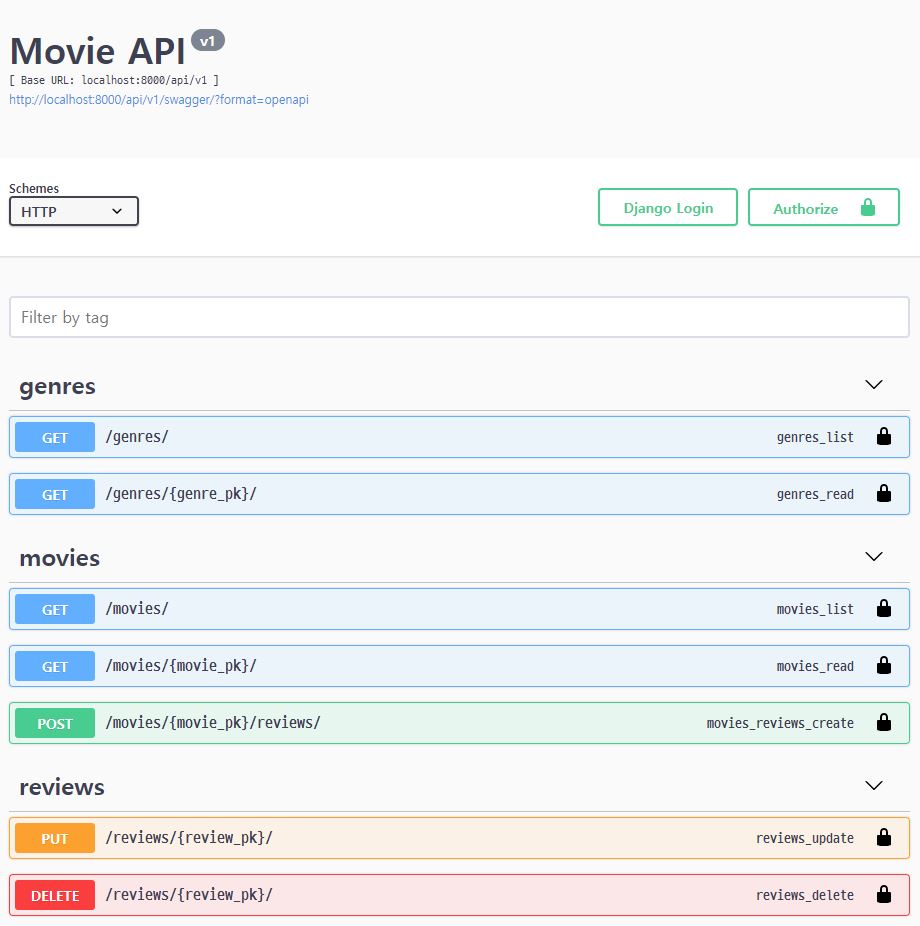 Movie API v1
[ Base URL: localhost:8000/api/v1 ]
http://localhost:8000/api/v1/swagger/?format=openapi
Schemes
HTTP
Django Login
Authorize
Filter by tag
genres
GET /genres/ genres_list
GET /genres/{genre_pk}/ genres_read
movies
GET /movies/ movies_list
GET /movies/{movie_pk}/ movies_read
POST /movies/{movie_pk}/reviews/ movies_reviews_create
reviews
PUT /reviews/{review_pk}/ reviews_update
DELETE /reviews/{review_pk}/ reviews_delete